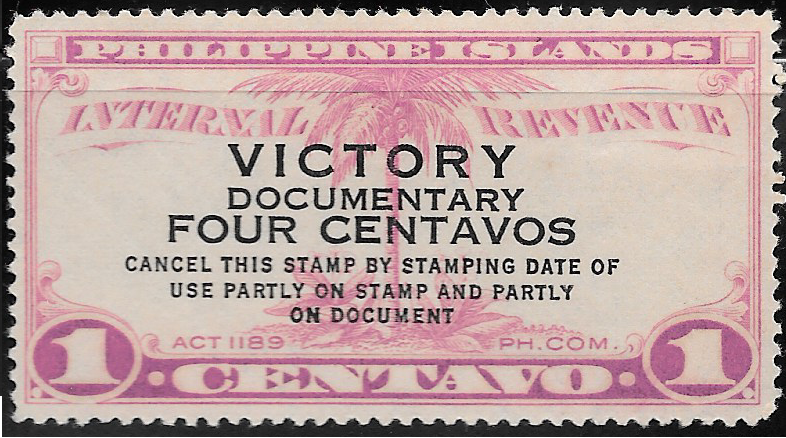 PHILIPPINE ISLANDS
INTERNAL REVENUE
VICTORY
DOCUMENTARY
FOUR CENTAVOS
CANCEL THIS STAMP BY STAMPING DATE OF
USE PARTLY ON STAMP AND PARTLY
ON DOCUMENT
ACT 1189 PH. COM.
1 · CENTAVO · 1